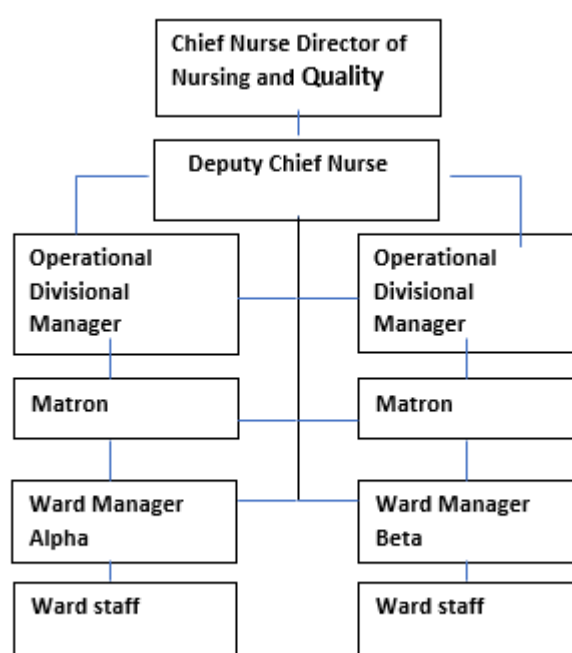 Chief Nurse Director of
Nursing and Quality
Deputy Chief Nurse
Operational
Divisional
Manager
Operational
Divisional
Manager
Matron
Matron
Ward Manager
Alpha
Ward Manager
Beta
Ward staff
Ward staff